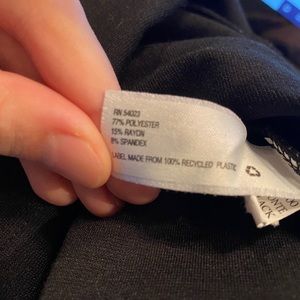 RN 54023
77% POLYESTER
15% RAYON
8% SPANDEX
LABEL MADE FROM 100% RECYCLED PLASTIC